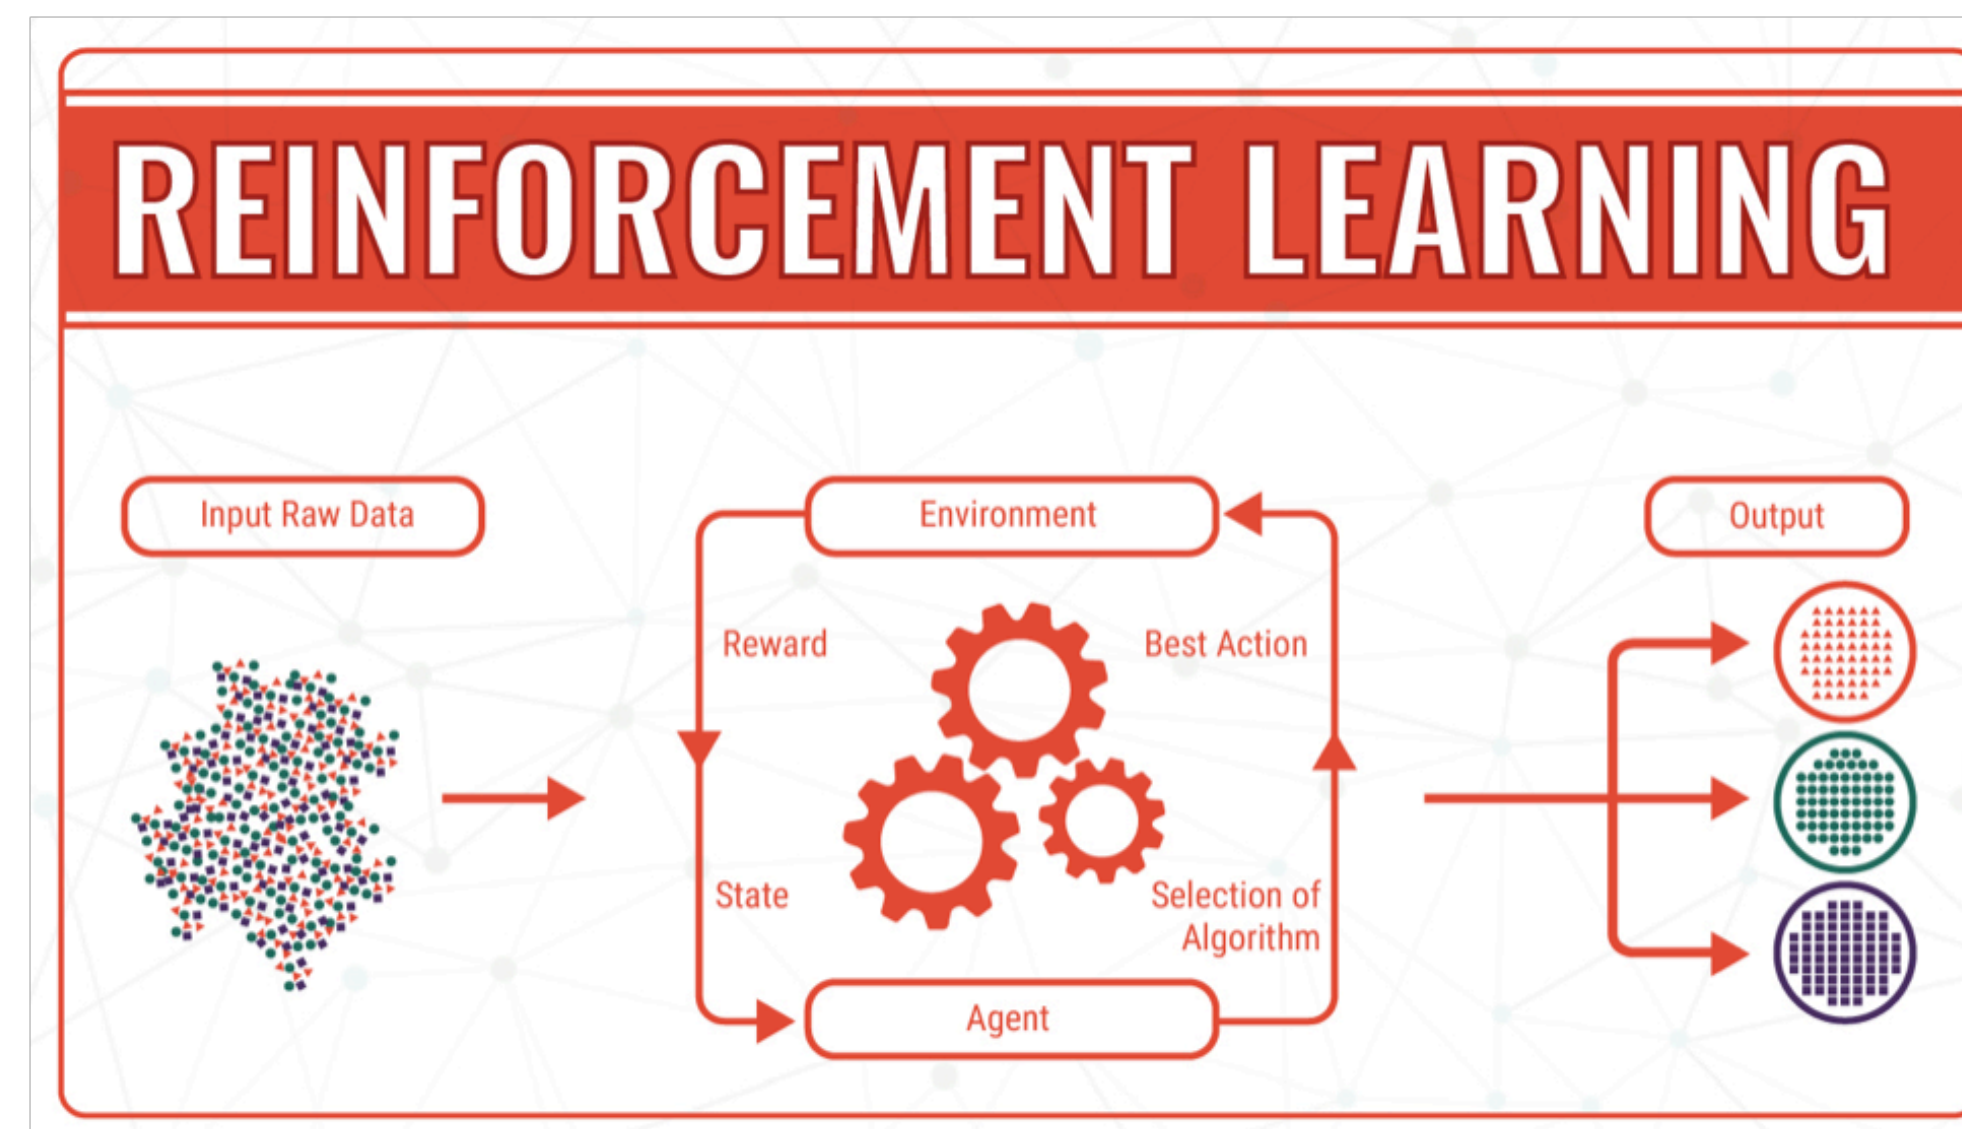 REINFORCEMENT LEARNING
Input Raw Data
Environment
Output
Reward
Best Action
State
Selection of
Algorithm
Agent